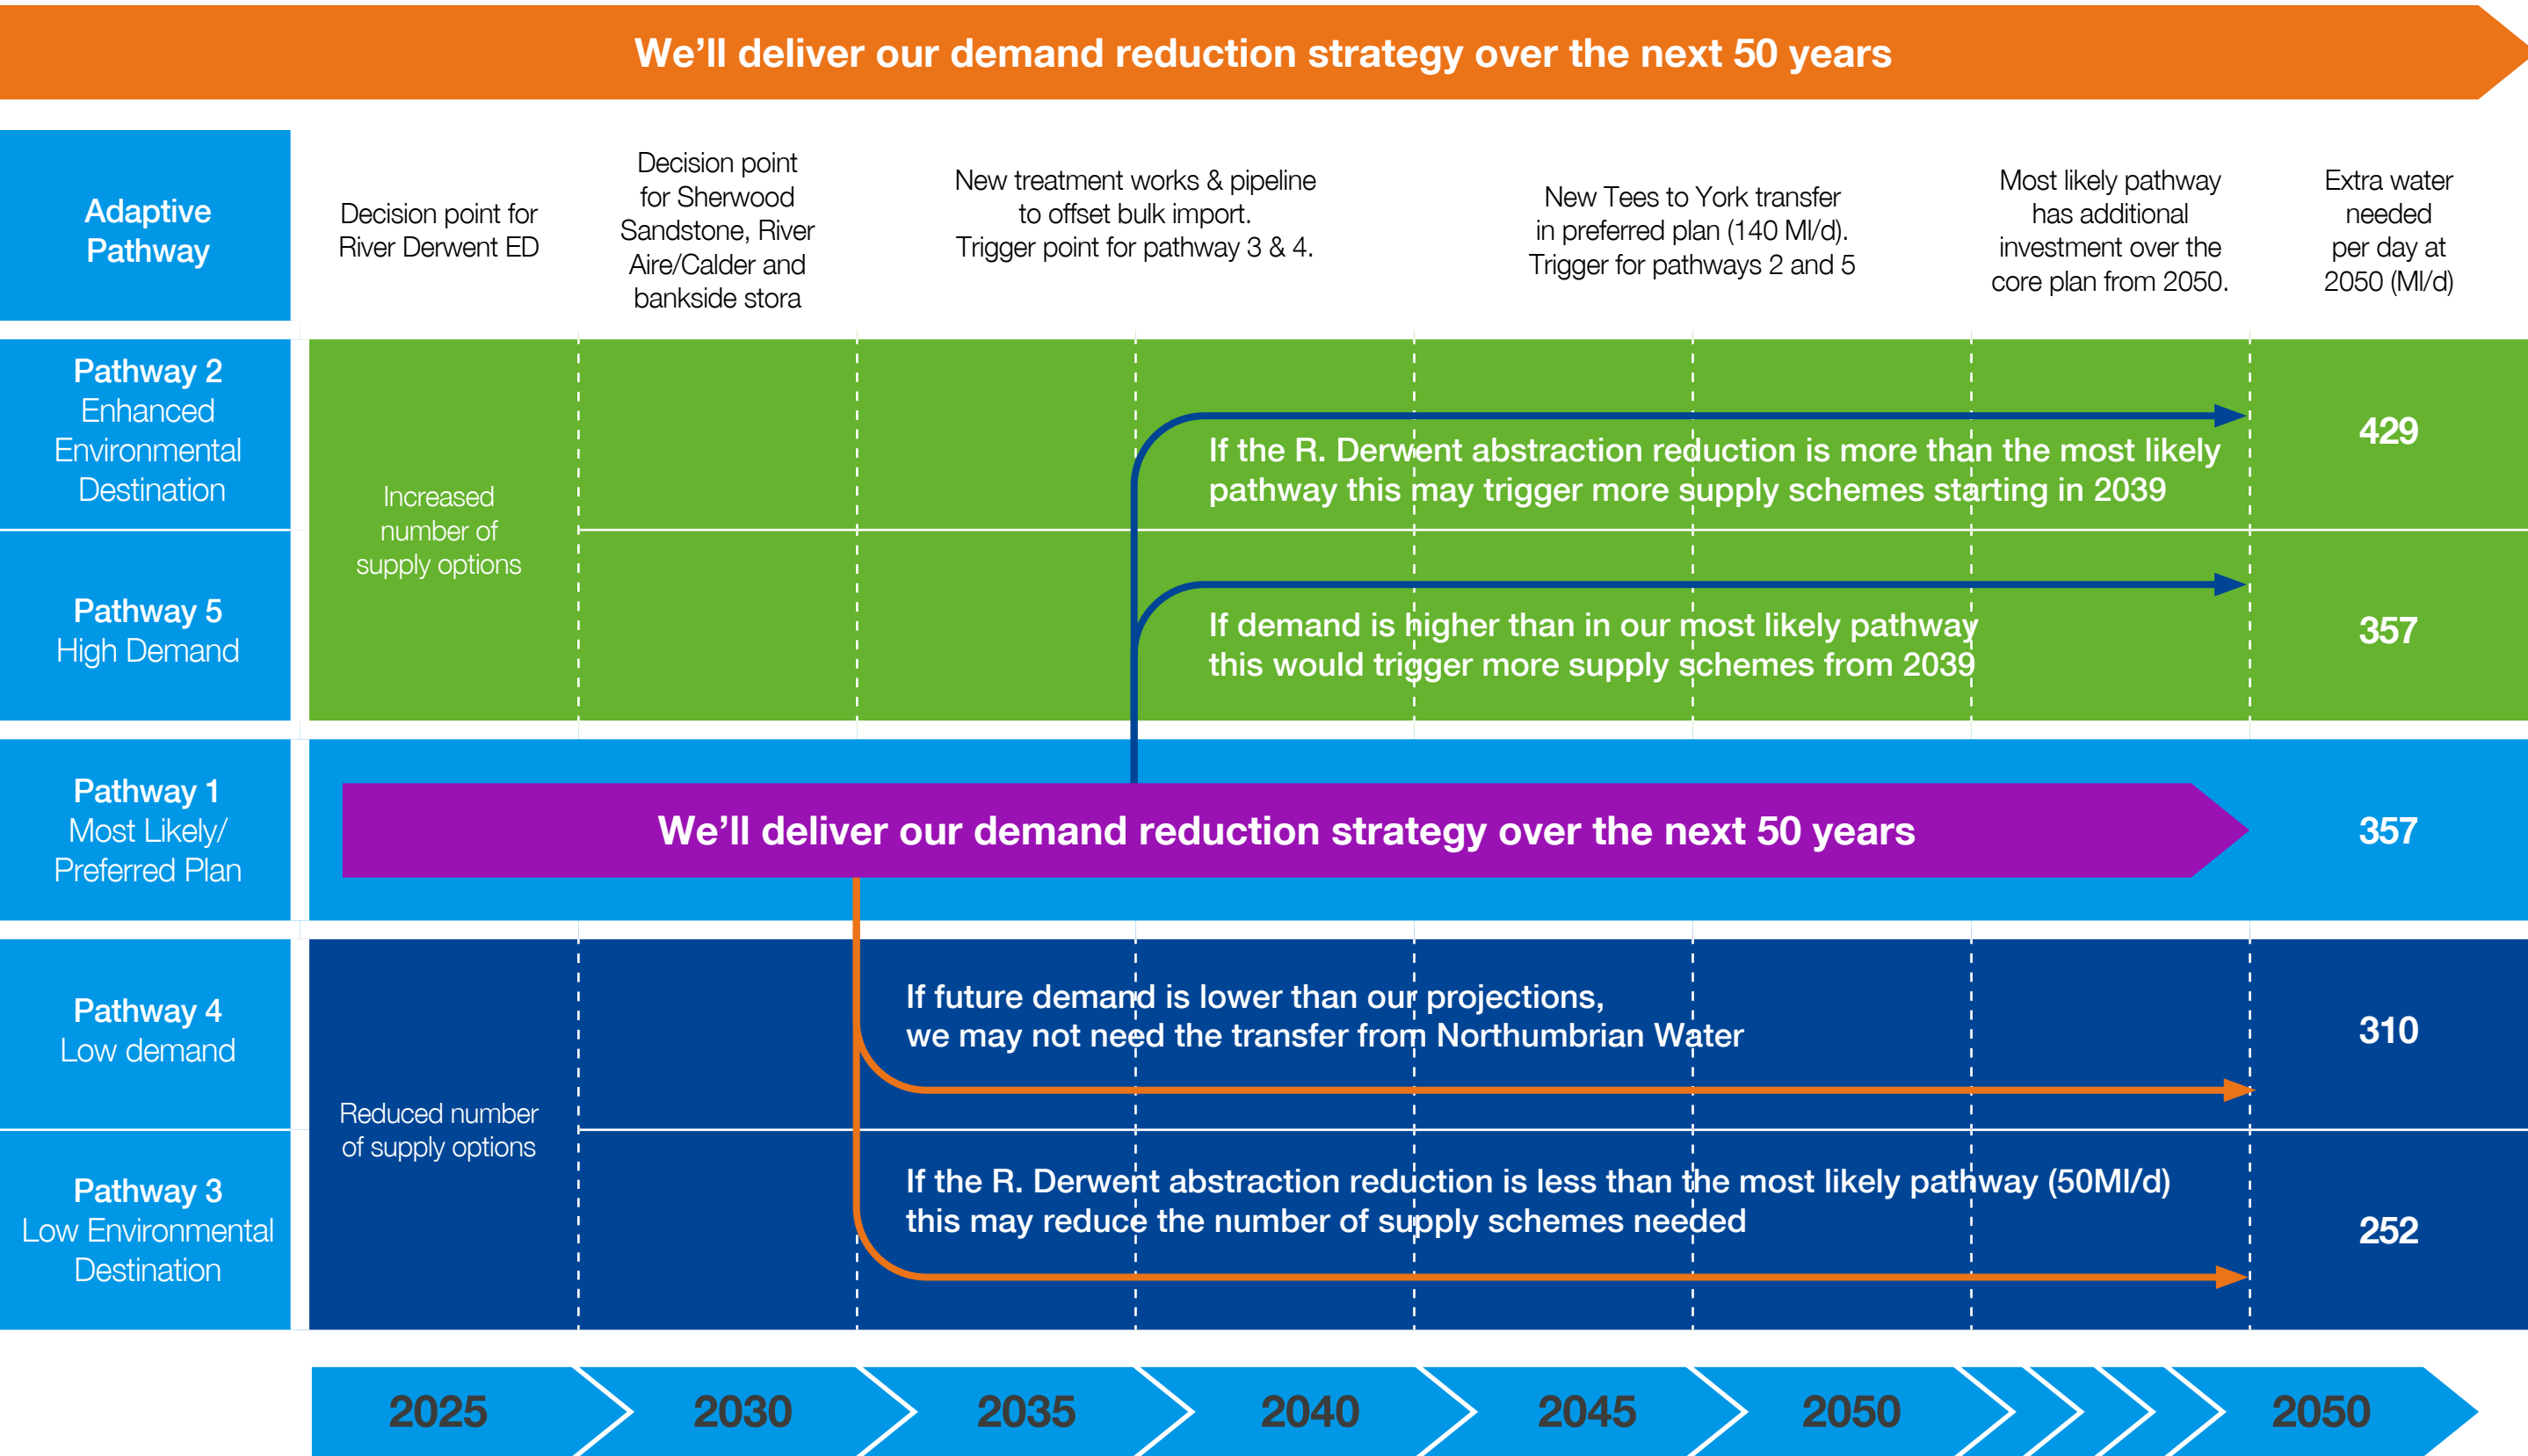 We’ll deliver our demand reduction strategy over the next 50 years
Adaptive
Pathway
Decision point for
River Derwent ED
Decision point
for Sherwood
Sandstone, River
Aire/Calder and
bankside stora
New treatment works & pipeline
to offset bulk import.
Trigger point for pathway 3 & 4.
New Tees to York transfer
in preferred plan (140 Ml/d).
Trigger for pathways 2 and 5
Most likely pathway
has additional
investment over the
core plan from 2050.
Extra water
needed
per day at
2050 (Ml/d)
Pathway 2
Enhanced
Environmental
Destination
Increased
number of
supply options
If the R. Derwent abstraction reduction is more than the most likely
pathway this may trigger more supply schemes starting in 2039
429
Pathway 5
High Demand
If demand is higher than in our most likely pathway
this would trigger more supply schemes from 2039
357
Pathway 1
Most Likely/
Preferred Plan
We’ll deliver our demand reduction strategy over the next 50 years
357
Pathway 4
Low demand
Reduced number
of supply options
If future demand is lower than our projections,
we may not need the transfer from Northumbrian Water
310
Pathway 3
Low Environmental
Destination
If the R. Derwent abstraction reduction is less than the most likely pathway (50Ml/d)
this may reduce the number of supply schemes needed
252
2025
2030
2035
2040
2045
2050
2050